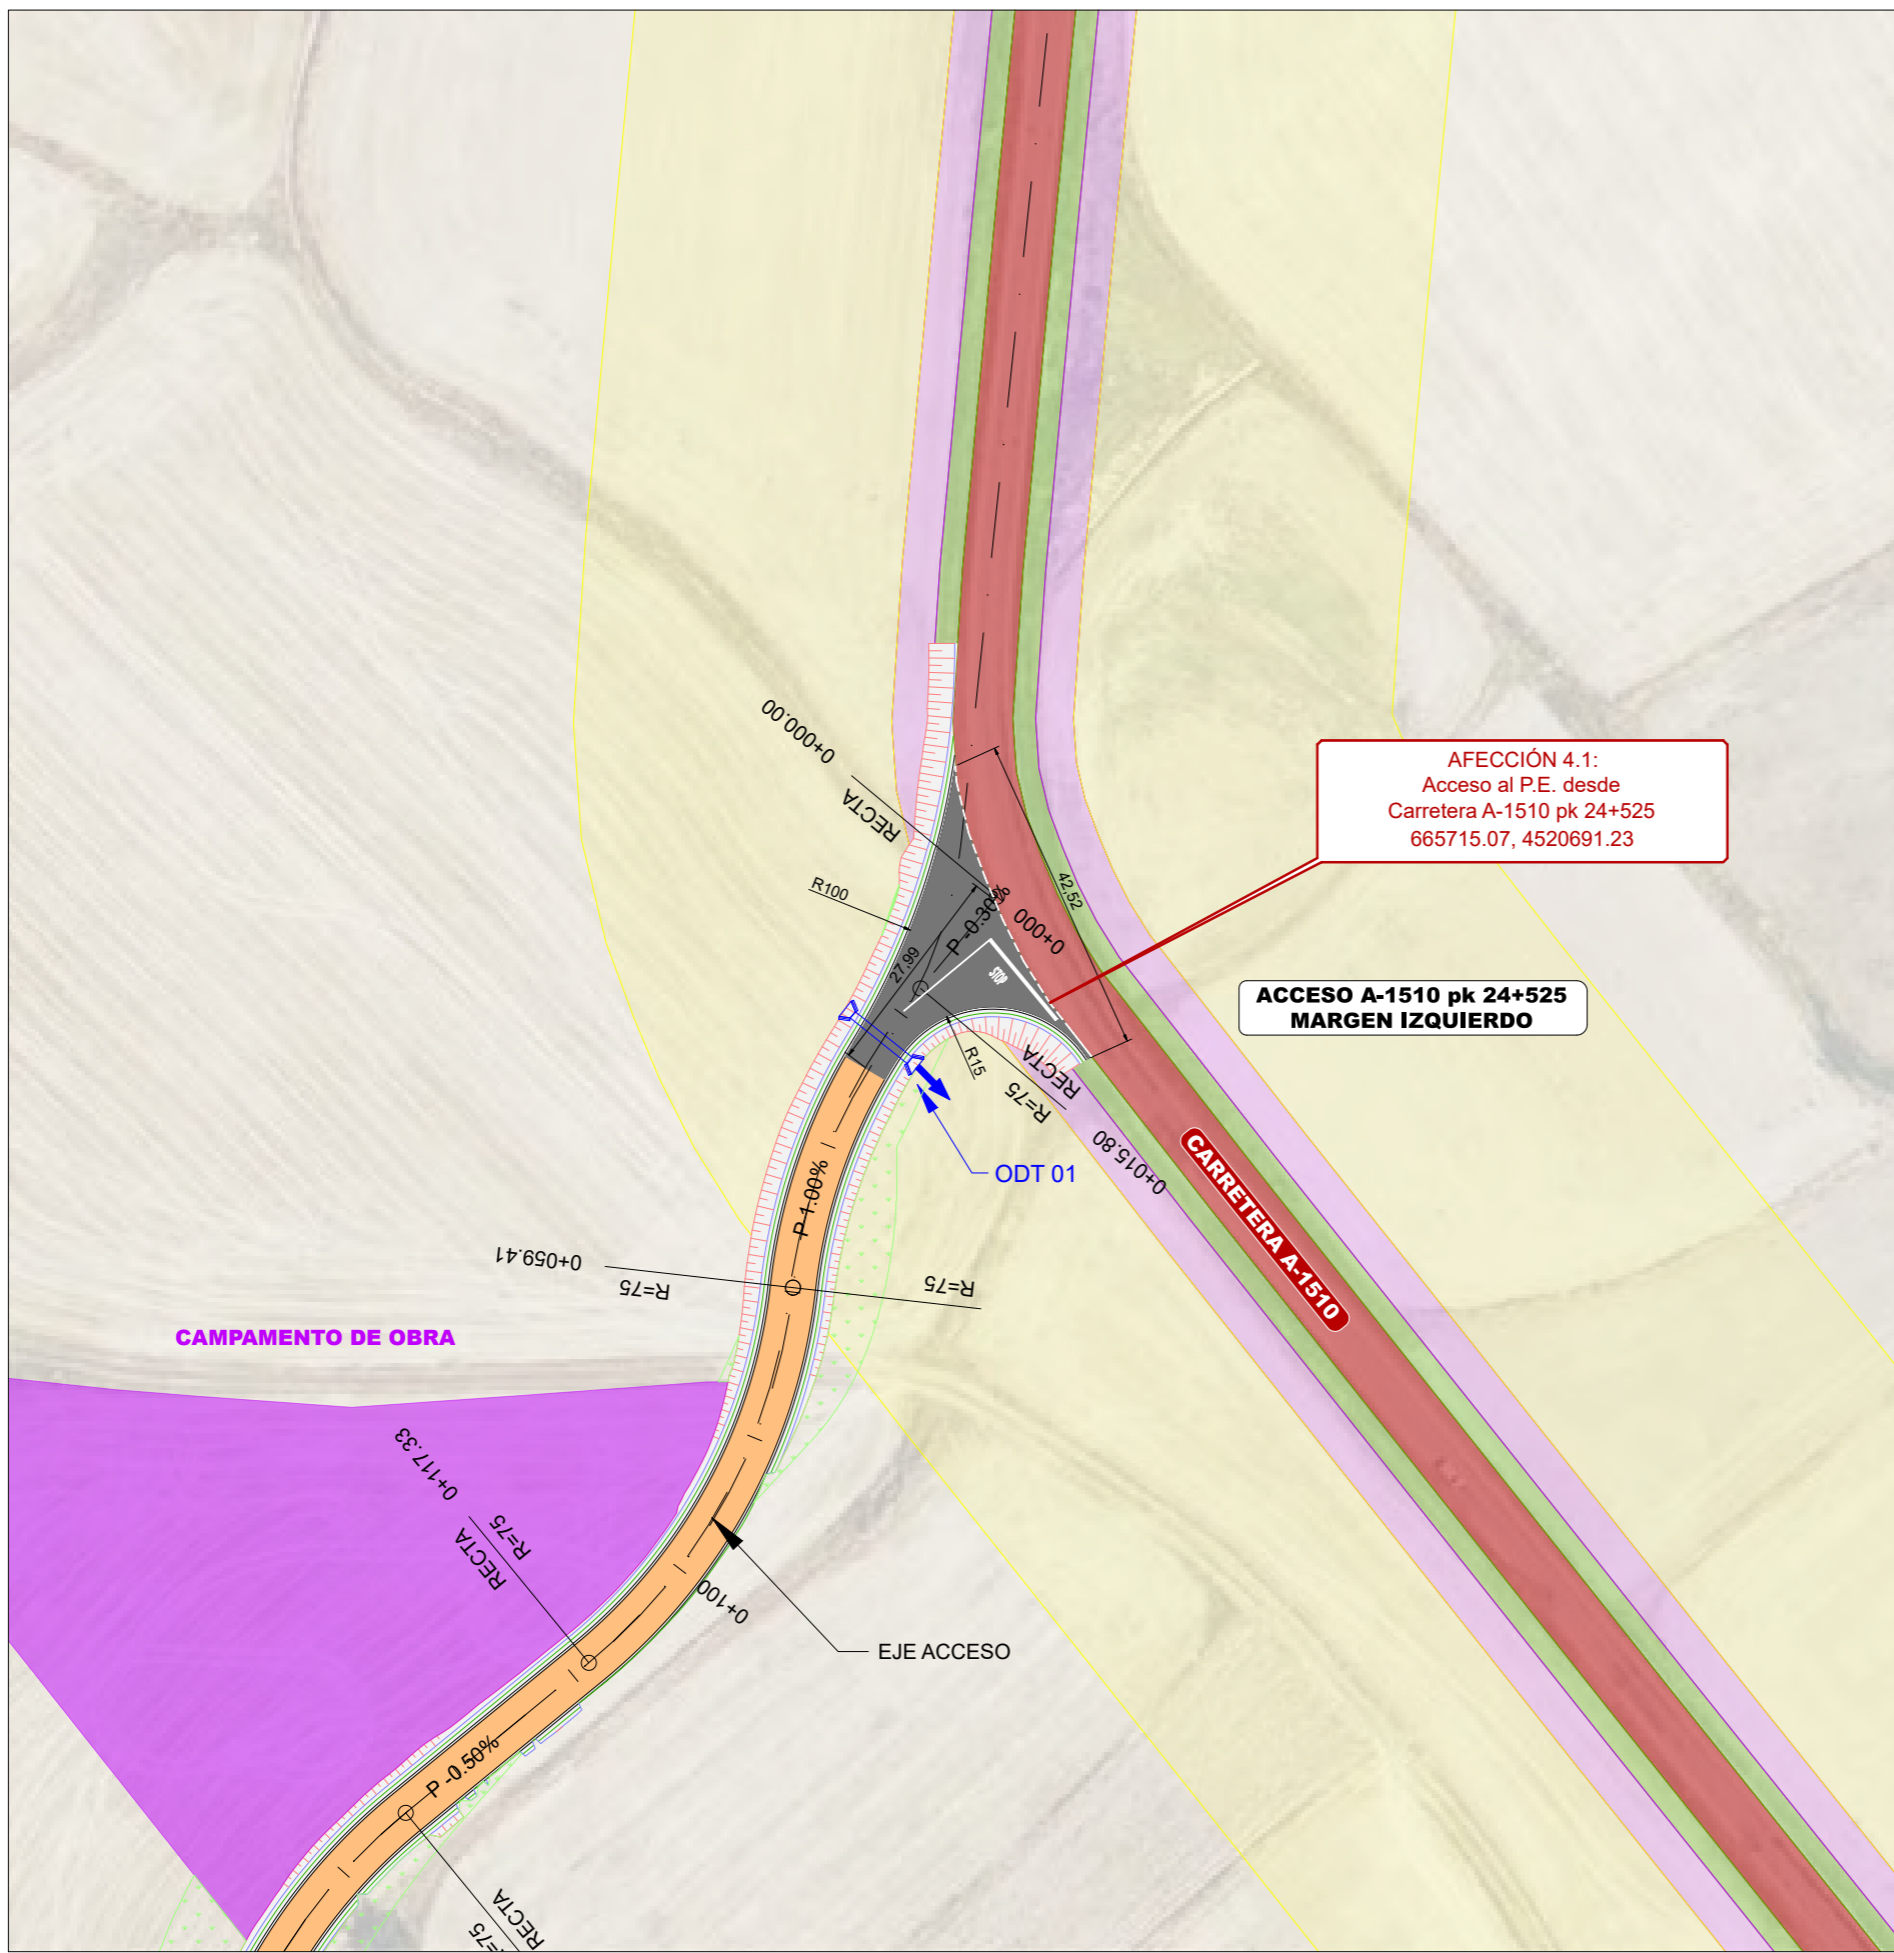 0+000.00
RECTA
AFECCIÓN 4.1:
Acceso al P.E. desde
Carretera A-1510 pk 24+525
665715.07, 4520691.23
R100
42,52
P -0.30%
0+000
27,99
STOP
ACCESO A-1510 pk 24+525
MARGEN IZQUIERDO
R15
RECTA
R=75
0+015.80
ODT 01
CARRETERA A-1510
P 1.00%
0+059.41
R=75
R=75
CAMPAMENTO DE OBRA
0+117.33
R=75
RECTA
0+100
EJE ACCESO
P -0.50%
RECTA
=75